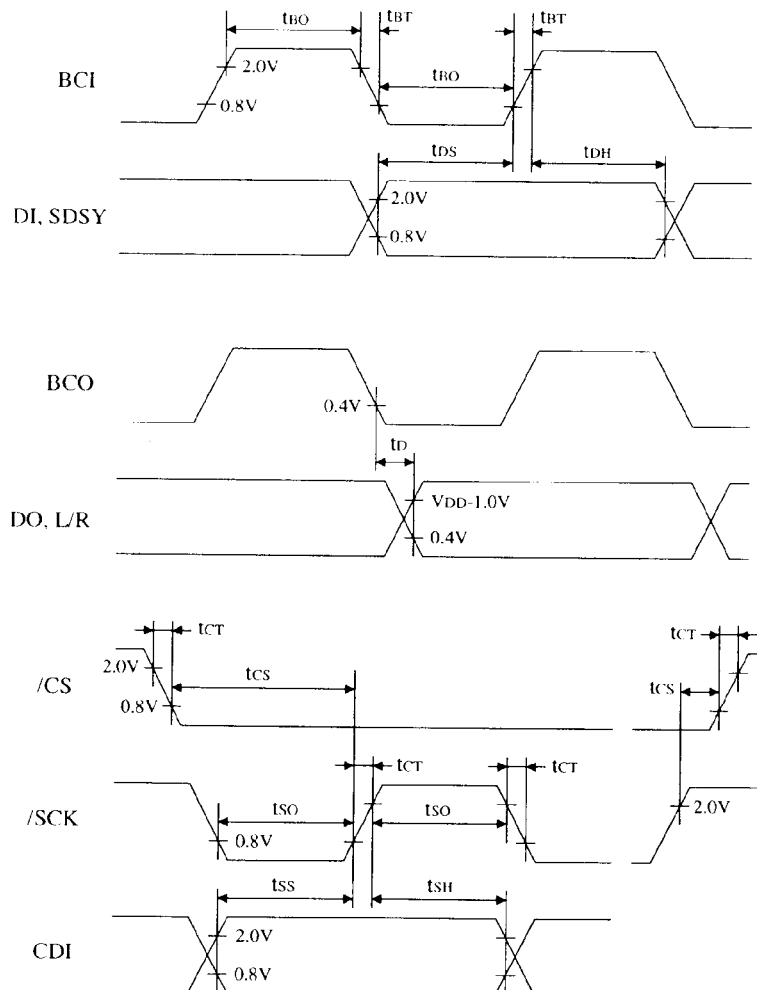 tBO tBT tBT
BCI 2.0V tBO
0.8V
tDS tDH
DI, SDSY 2.0V
0.8V
BCO
0.4V
tD
DO, L/R VDD-1.0V
0.4V
tCT tCT
/CS 2.0V tCS tCS
0.8V
tCT tCT
/SCK tSO tSO 2.0V
0.8V
tSS tSH
CDI 2.0V
0.8V